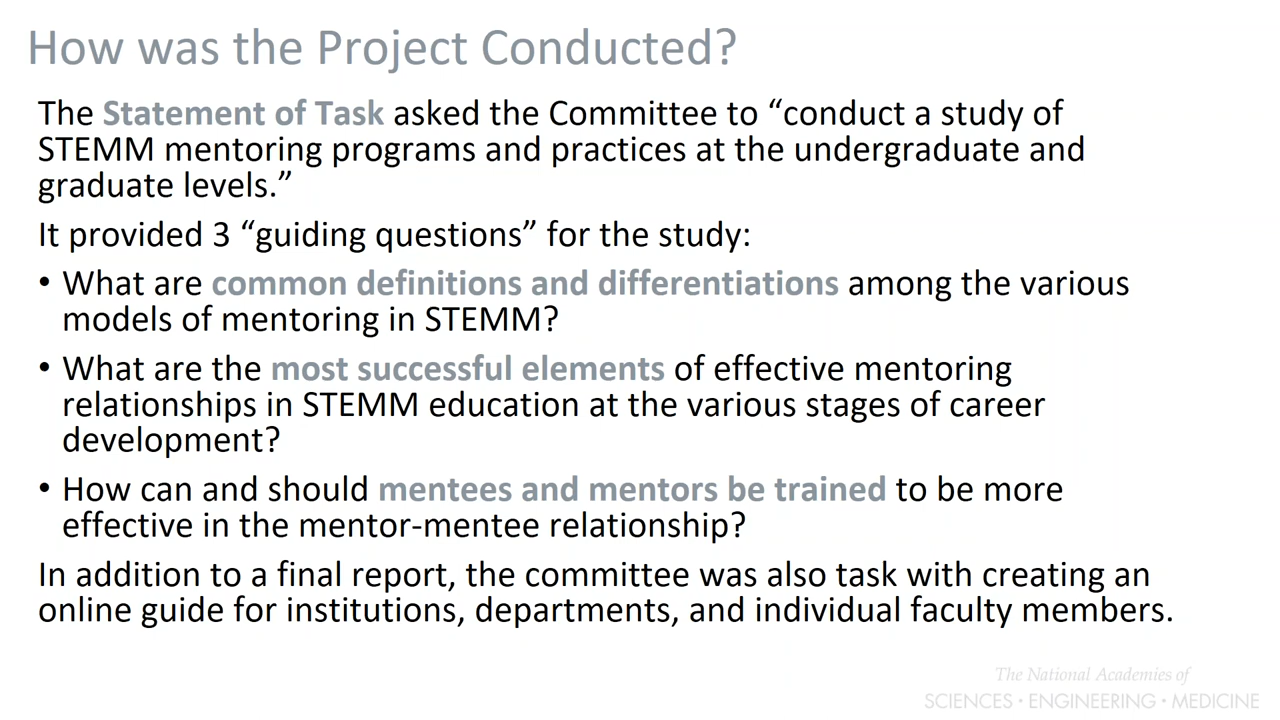 How was the Project Conducted?
The Statement of Task asked the Committee to “conduct a study of
STEMM mentoring programs and practices at the undergraduate and
graduate levels.”
It provided 3 “guiding questions” for the study:
• What are common definitions and differentiations among the various
models of mentoring in STEMM?
• What are the most successful elements of effective mentoring
relationships in STEMM education at the various stages of career
development?
• How can and should mentees and mentors be trained to be more
effective in the mentor-mentee relationship?
In addition to a final report, the committee was also task with creating an
online guide for institutions, departments, and individual faculty members.
The National Academies of
SCIENCES • ENGINEERING • MEDICINE